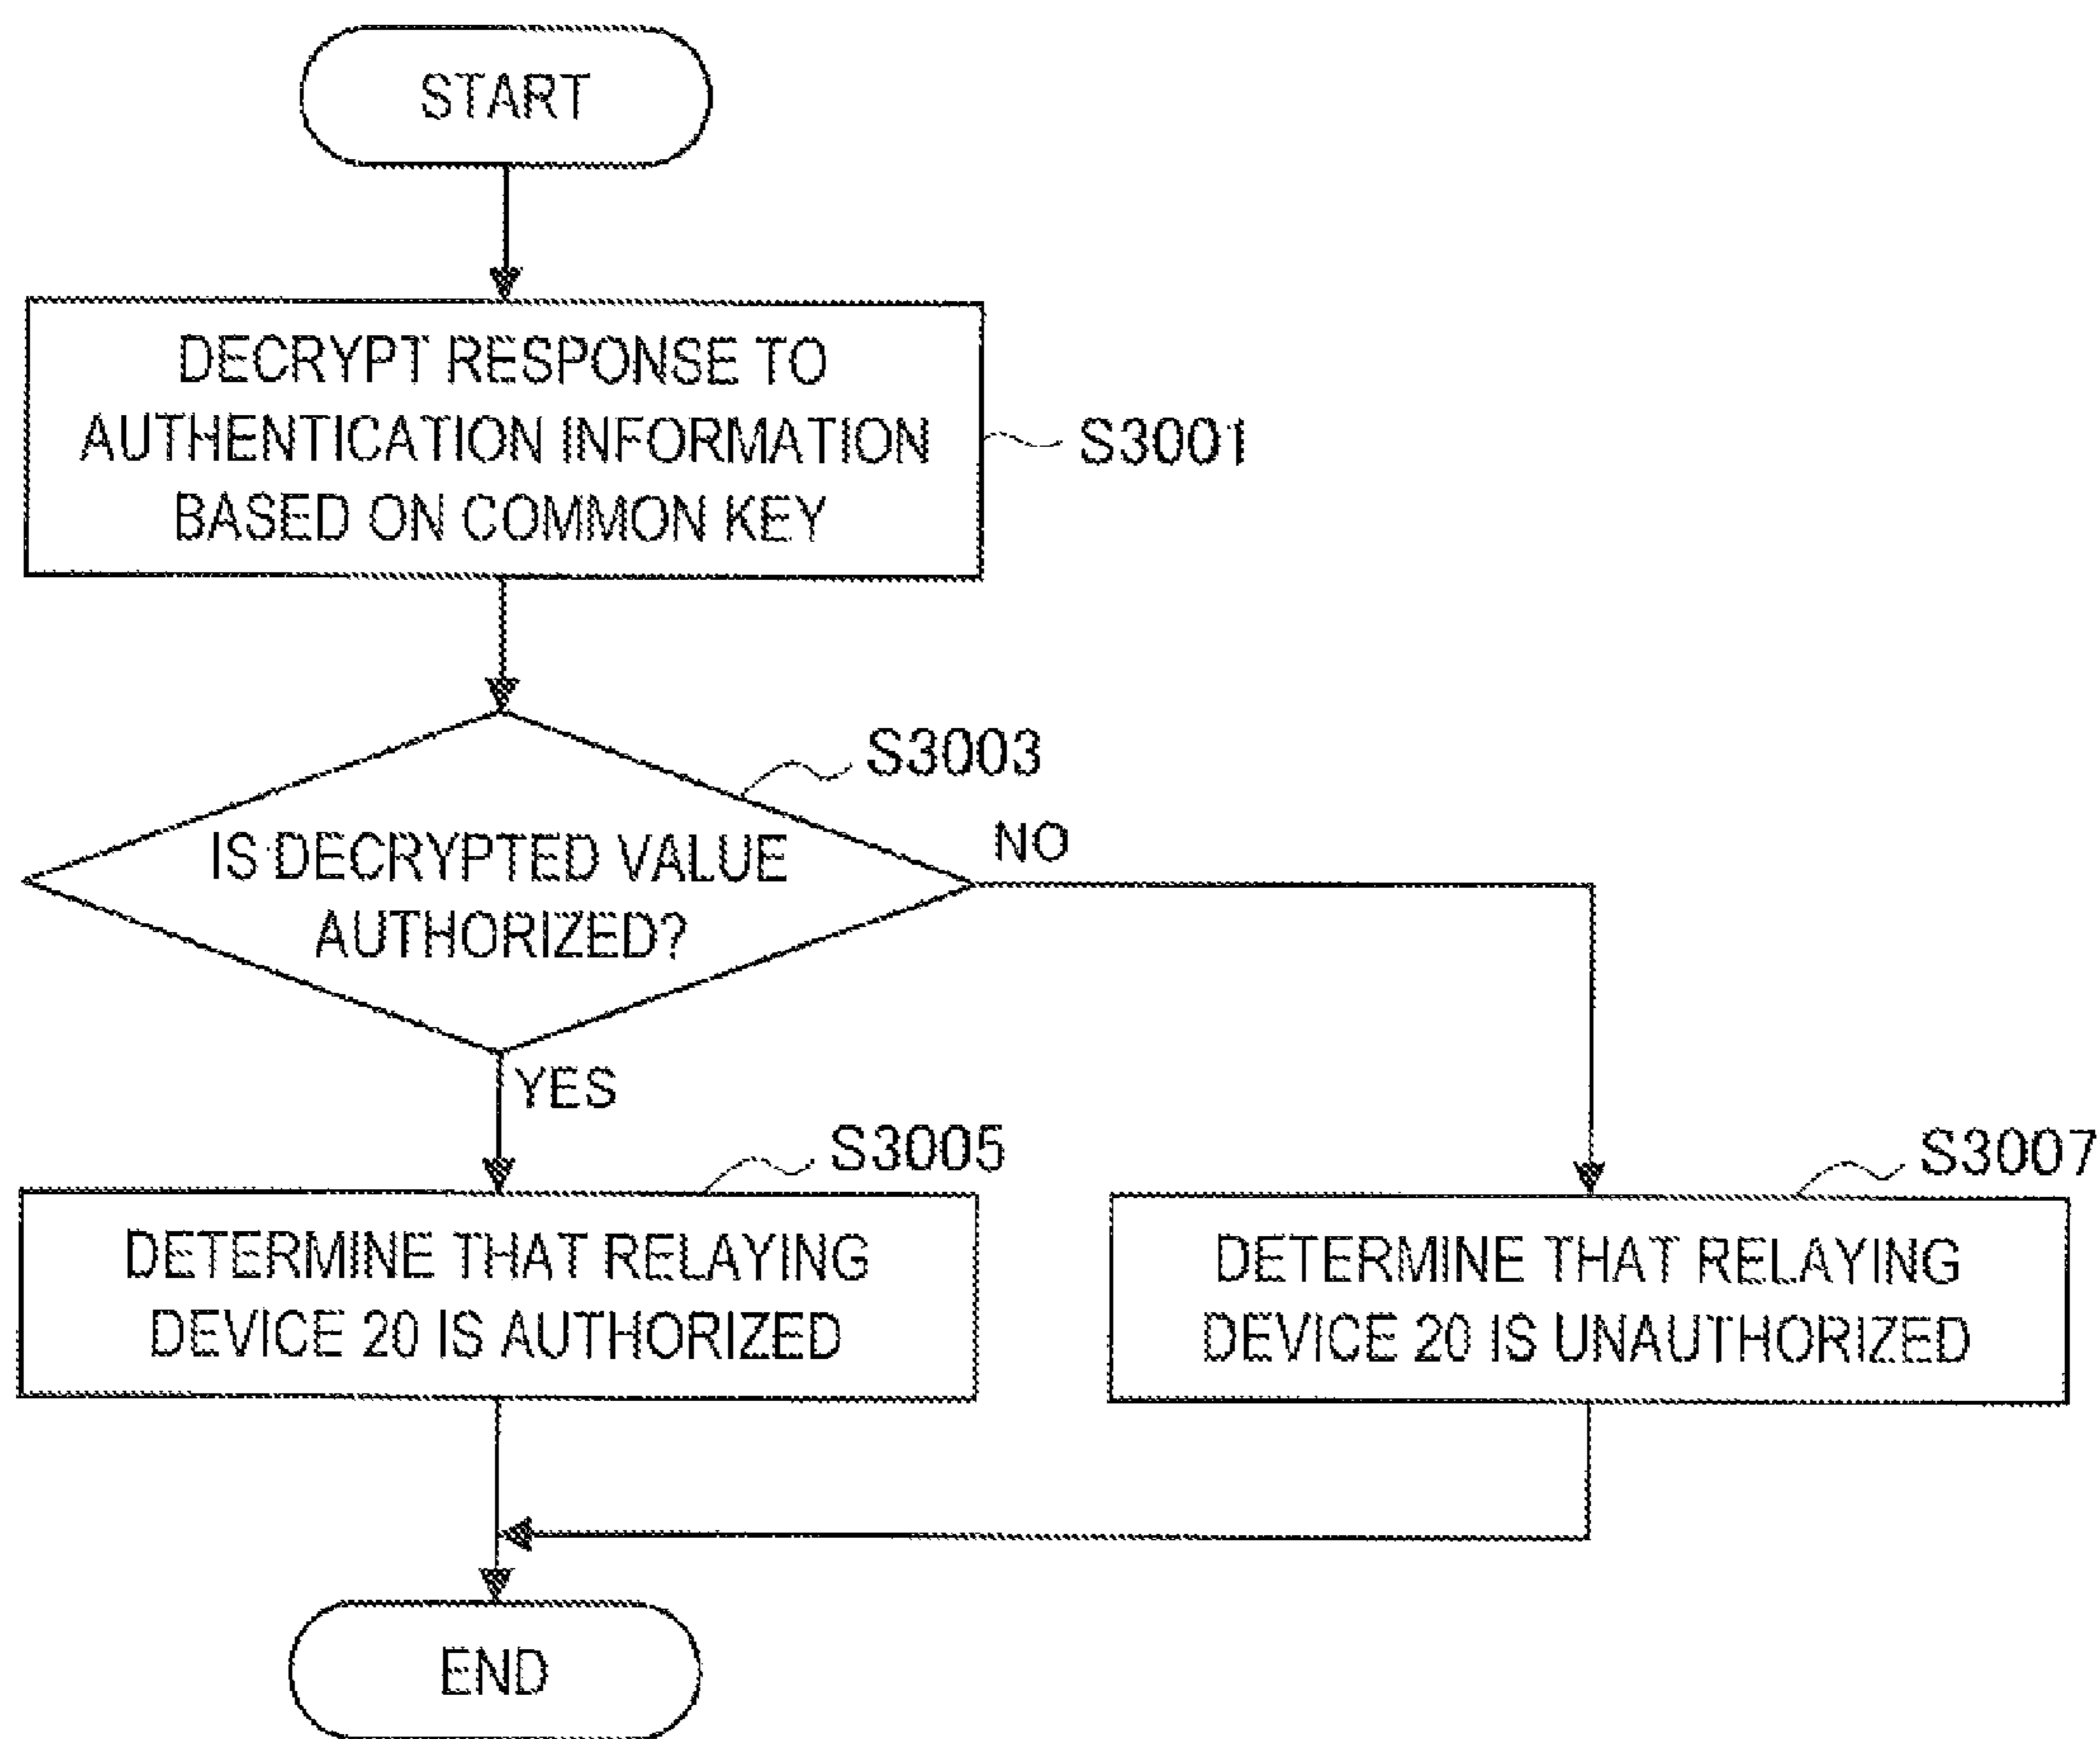 START
DECRYPT RESPONSE TO
AUTHENTICATION INFORMATION
BASED ON COMMON KEY
S3001
S3003
IS DECRYPTED VALUE
AUTHORIZED?
NO
YES
S3005
DETERMINE THAT RELAYING
DEVICE 20 IS AUTHORIZED
S3007
DETERMINE THAT RELAYING
DEVICE 20 IS UNAUTHORIZED
END